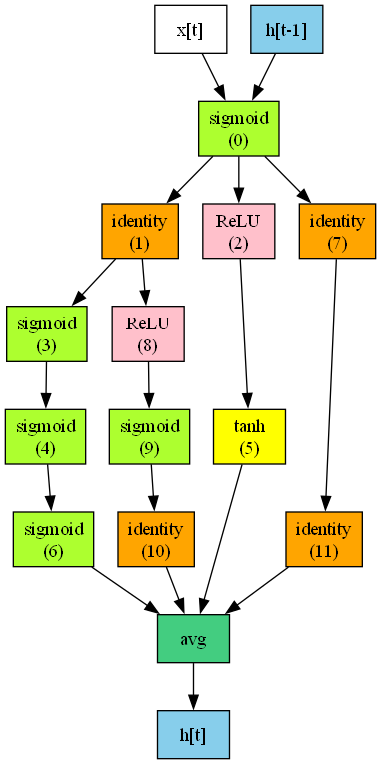 x[t]
h[t-1]
sigmoid
(0)
identity
(1)
ReLU
(2)
identity
(7)
sigmoid
(3)
ReLU
(8)
sigmoid
(4)
sigmoid
(9)
tanh
(5)
sigmoid
(6)
identity
(10)
identity
(11)
avg
h[t]